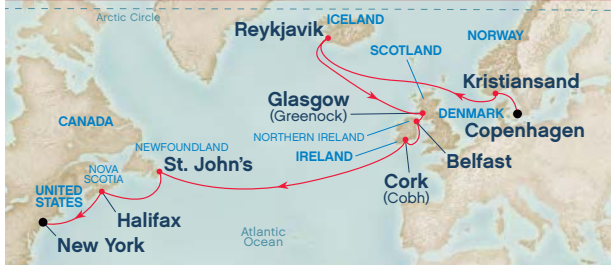 Arctic Circle
ICELAND
Reykjavik
NORWAY
SCOTLAND
Kristiansand
Glasgow
(Greenock)
DENMARK
Copenhagen
CANADA
NORTHERN IRELAND
NEWFOUNDLAND
IRELAND
Belfast
St. John's
NOVA
SCOTIA
Cork
(Cobh)
UNITED
STATES
Halifax
Atlantic
Ocean
New York